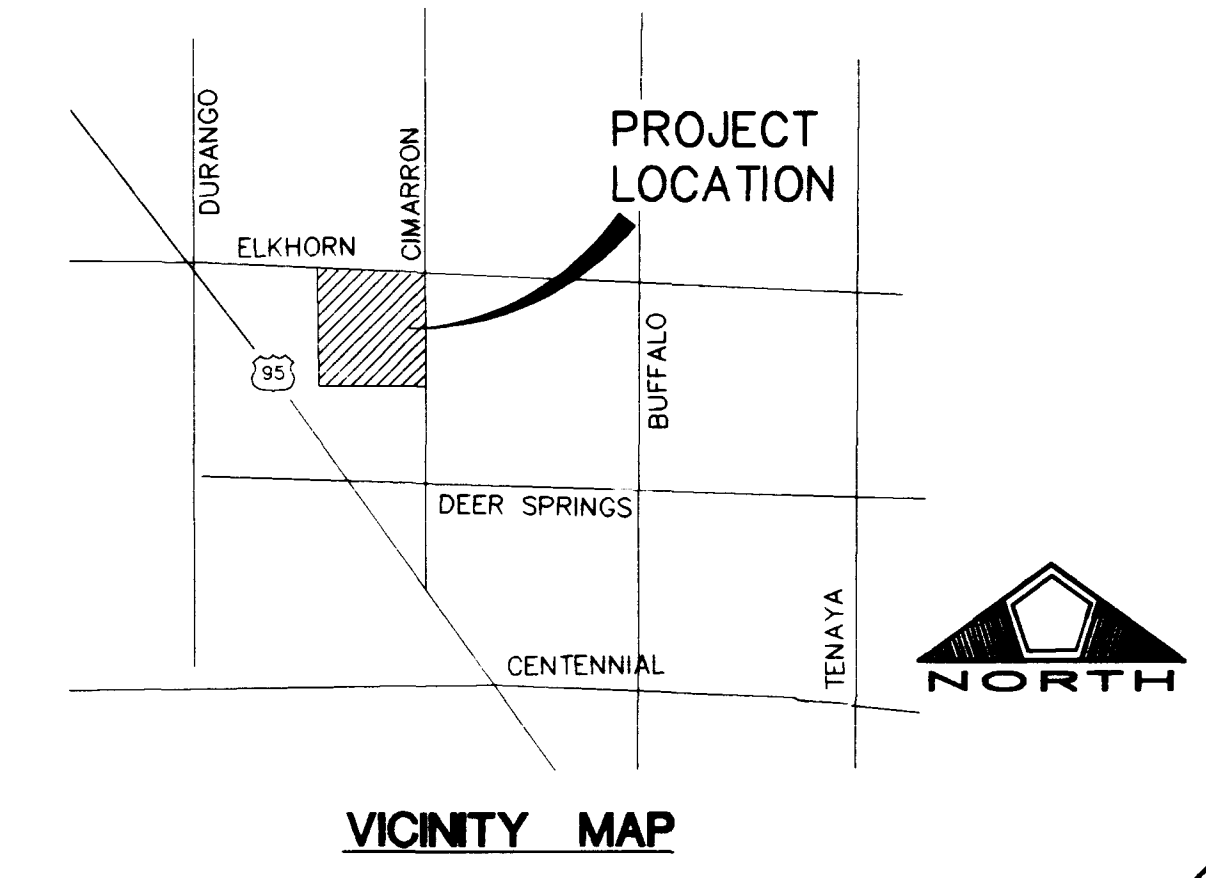 DURANGO
CIMARRON
PROJECT
LOCATION
ELKHORN
95
BUFFALO
DEER SPRINGS
TENAYA
CENTENNIAL
NORTH
VICINITY MAP